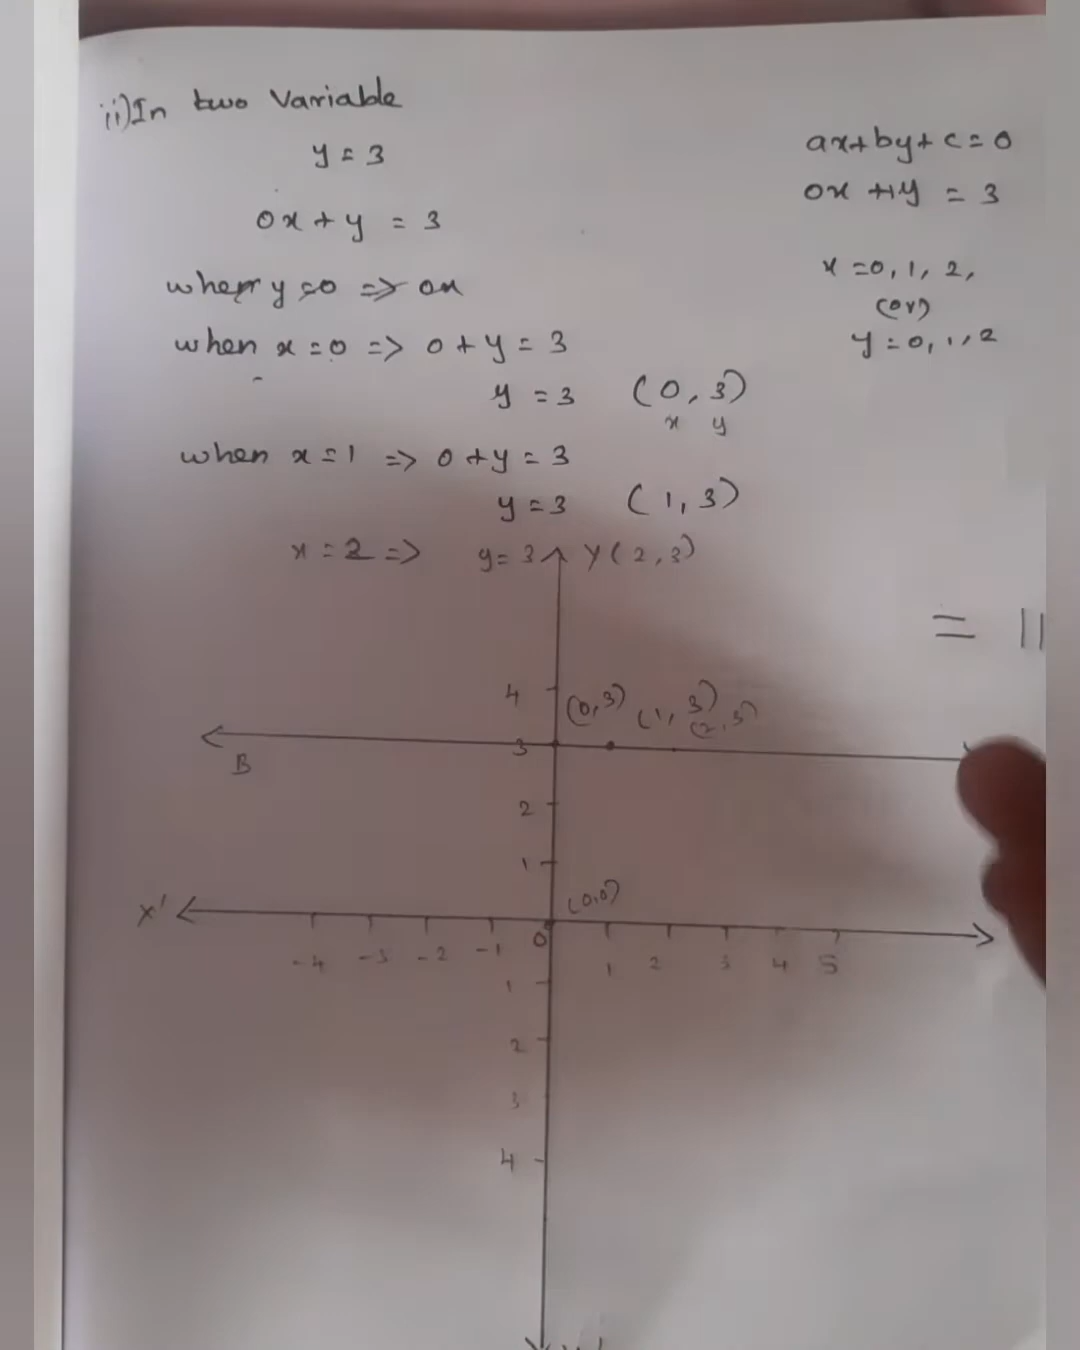 ii) In two Variable
y = 3
ax+by+c=0
0x + y = 3
0x +1y = 3
when y=0 => 0x
x =0, 1, 2,
(or)
when x=0 => 0+y = 3
y =0, 1, 2
y = 3 (0, 3)
x y
when x=1 => 0+y = 3
y = 3 (1, 3)
x = 2 => y = 3 Y (2, 3)
= 11
4 (0,3) (1, 3) (2,3)
3
B
2
1
(0,0)
X'
0
-4 -3 -2 -1 1 2 3 4 5
1
2
3
4